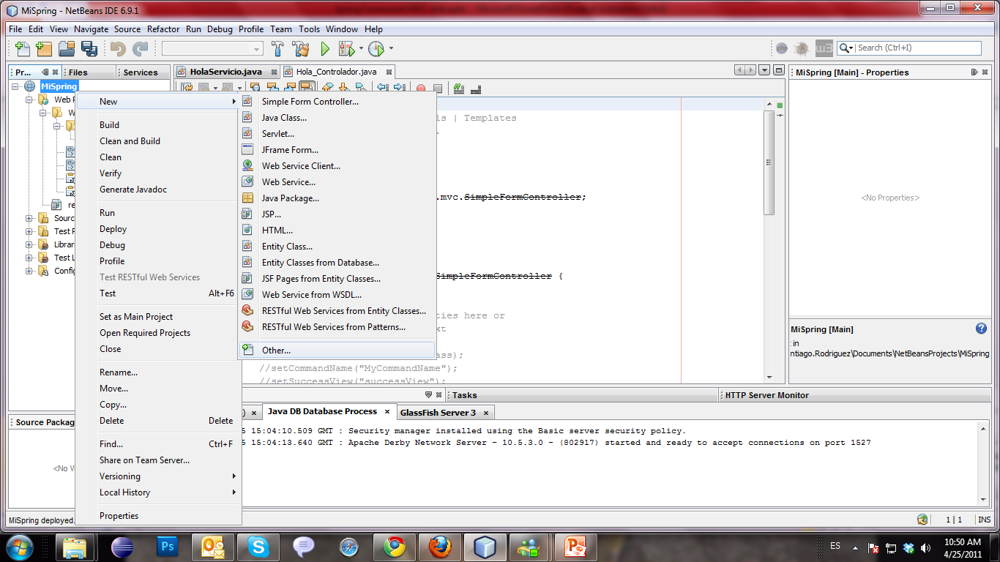 MiSpring - NetBeans IDE 6.9.1
File Edit View Navigate Source Refactor Run Debug Profile Team Tools Window Help
php w3 Search (Ctrl+I)
Pr... Files Services
HolaServicio.java Hola_Controlador.java
MiSpring [Main] - Properties
MiSpring
Web P
W
re
Sourc
Test P
Librar
Test L
Config
New
Build
Clean and Build
Clean
Verify
Generate Javadoc
Run
Deploy
Debug
Profile
Test RESTful Web Services
Test Alt+F6
Set as Main Project
Open Required Projects
Close
Rename...
Move...
Copy...
Delete Delete
Find... Ctrl+F
Share on Team Server...
Versioning
Local History
Properties
Simple Form Controller...
Java Class...
Servlet...
JFrame Form...
Web Service Client...
Web Service...
Java Package...
JSP...
HTML...
Entity Class...
Entity Classes from Database...
JSF Pages from Entity Classes...
Web Service from WSDL...
RESTful Web Services from Entity Classes...
RESTful Web Services from Patterns...
Other...
ls | Templates
.
.mvc.SimpleFormController;
SimpleFormController {
ties here or
xt
ass);
//setCommandName("MyCommandName");
//setSuccessView("successView");
<No Properties>
MiSpring [Main]
: in
ntiago.Rodriguez\Documents\NetBeansProjects\MiSpring
Tasks
HTTP Server Monitor
) Java DB Database Process GlassFish Server 3
5 15:04:10.509 GMT : Security manager installed using the Basic server security policy.
5 15:04:13.640 GMT : Apache Derby Network Server - 10.5.3.0 - (802917) started and ready to accept connections on port 1527
Source Packag
<No V
MiSpring deployed.
1 | 1 INS
Ps
ES
10:50 AM
4/25/2011